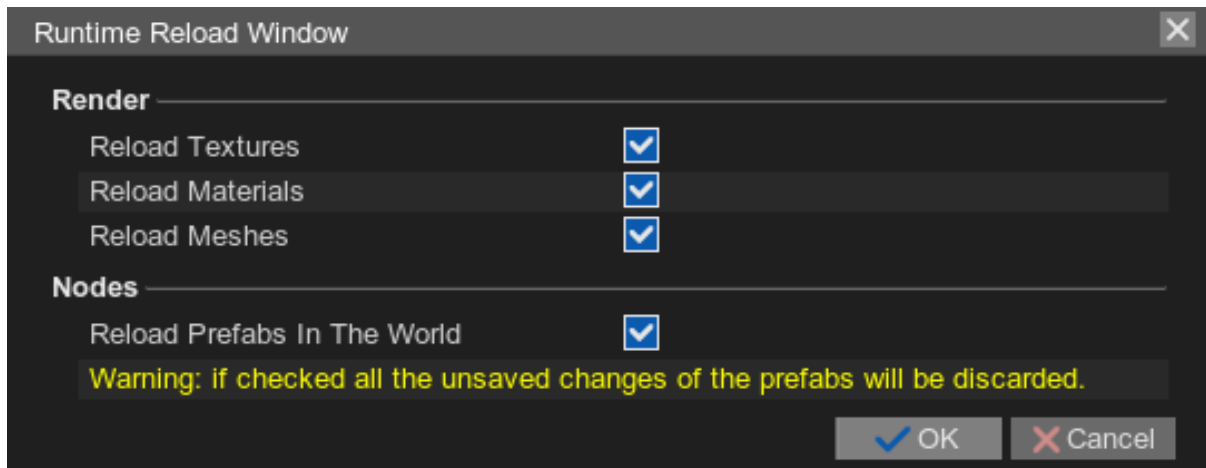 Runtime Reload Window
Render
Reload Textures
Reload Materials
Reload Meshes
Nodes
Reload Prefabs In The World
Warning: if checked all the unsaved changes of the prefabs will be discarded.
OK Cancel